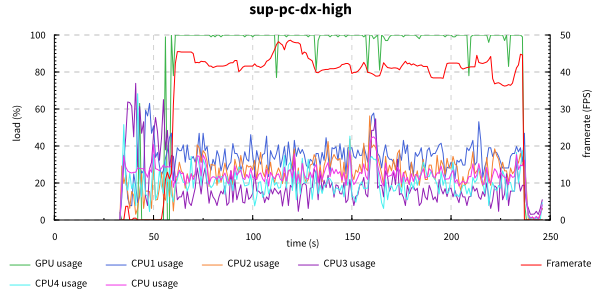 sup-pc-dx-high
100 50
80 40
60 30
40 20
20 10
0 0
load (%)
framerate (FPS)
0 50 100 150 200 250
time (s)
GPU usage CPU1 usage CPU2 usage CPU3 usage Framerate
CPU4 usage CPU usage